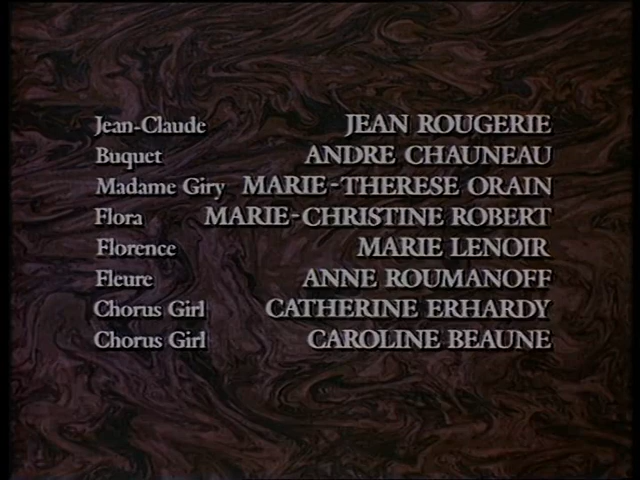 Jean-Claude JEAN ROUGERIE
Buquet ANDRE CHAUNEAU
Madame Giry MARIE-THERESE ORAIN
Flora MARIE-CHRISTINE ROBERT
Florence MARIE LENOIR
Fleure ANNE ROUMANOFF
Chorus Girl CATHERINE ERHARDY
Chorus Girl CAROLINE BEAUNE